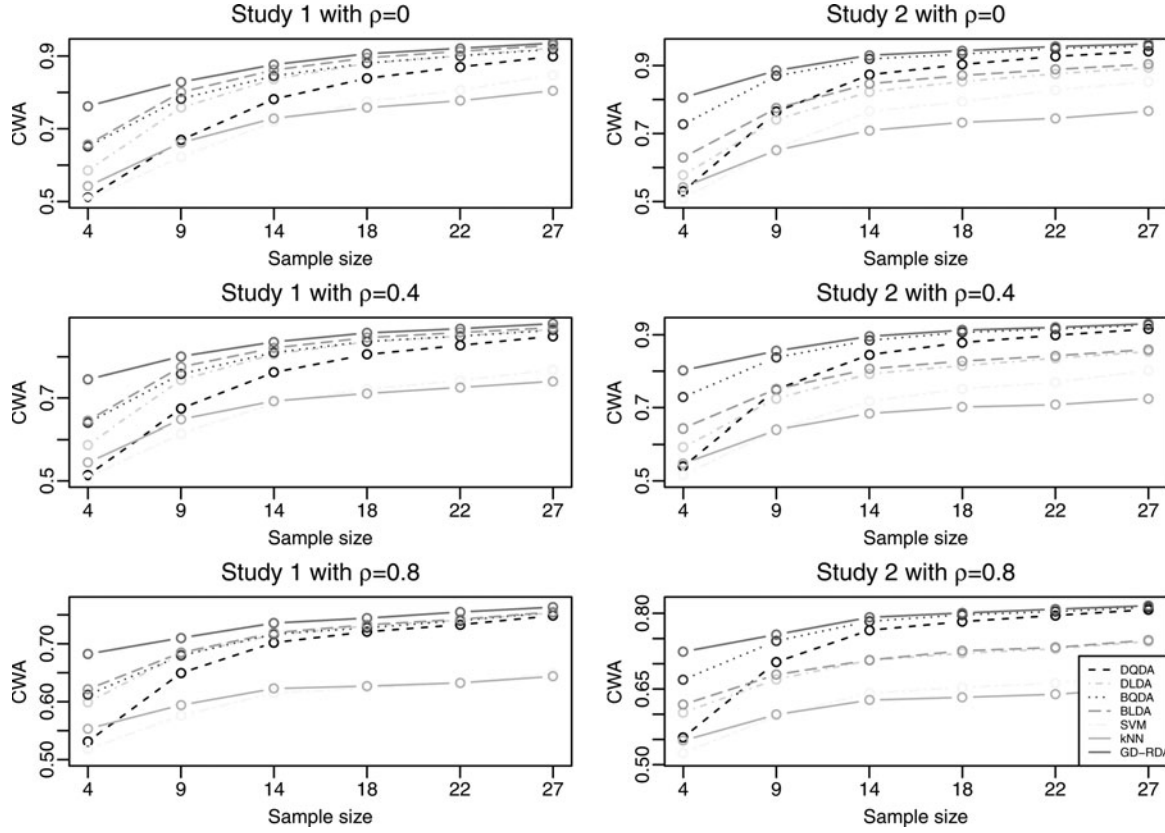 Study 1 with ρ=0
CWA
0.9
0.7
0.5
4 9 14 18 22 27
Sample size
Study 2 with ρ=0
CWA
0.9
0.7
0.5
4 9 14 18 22 27
Sample size
Study 1 with ρ=0.4
CWA
0.7
0.5
4 9 14 18 22 27
Sample size
Study 2 with ρ=0.4
CWA
0.9
0.7
0.5
4 9 14 18 22 27
Sample size
Study 1 with ρ=0.8
CWA
0.70
0.60
0.50
4 9 14 18 22 27
Sample size
Study 2 with ρ=0.8
CWA
0.80
0.65
0.50
4 9 14 18 22 27
Sample size
DQDA
DLDA
BQDA
BLDA
SVM
kNN
GD-RDA